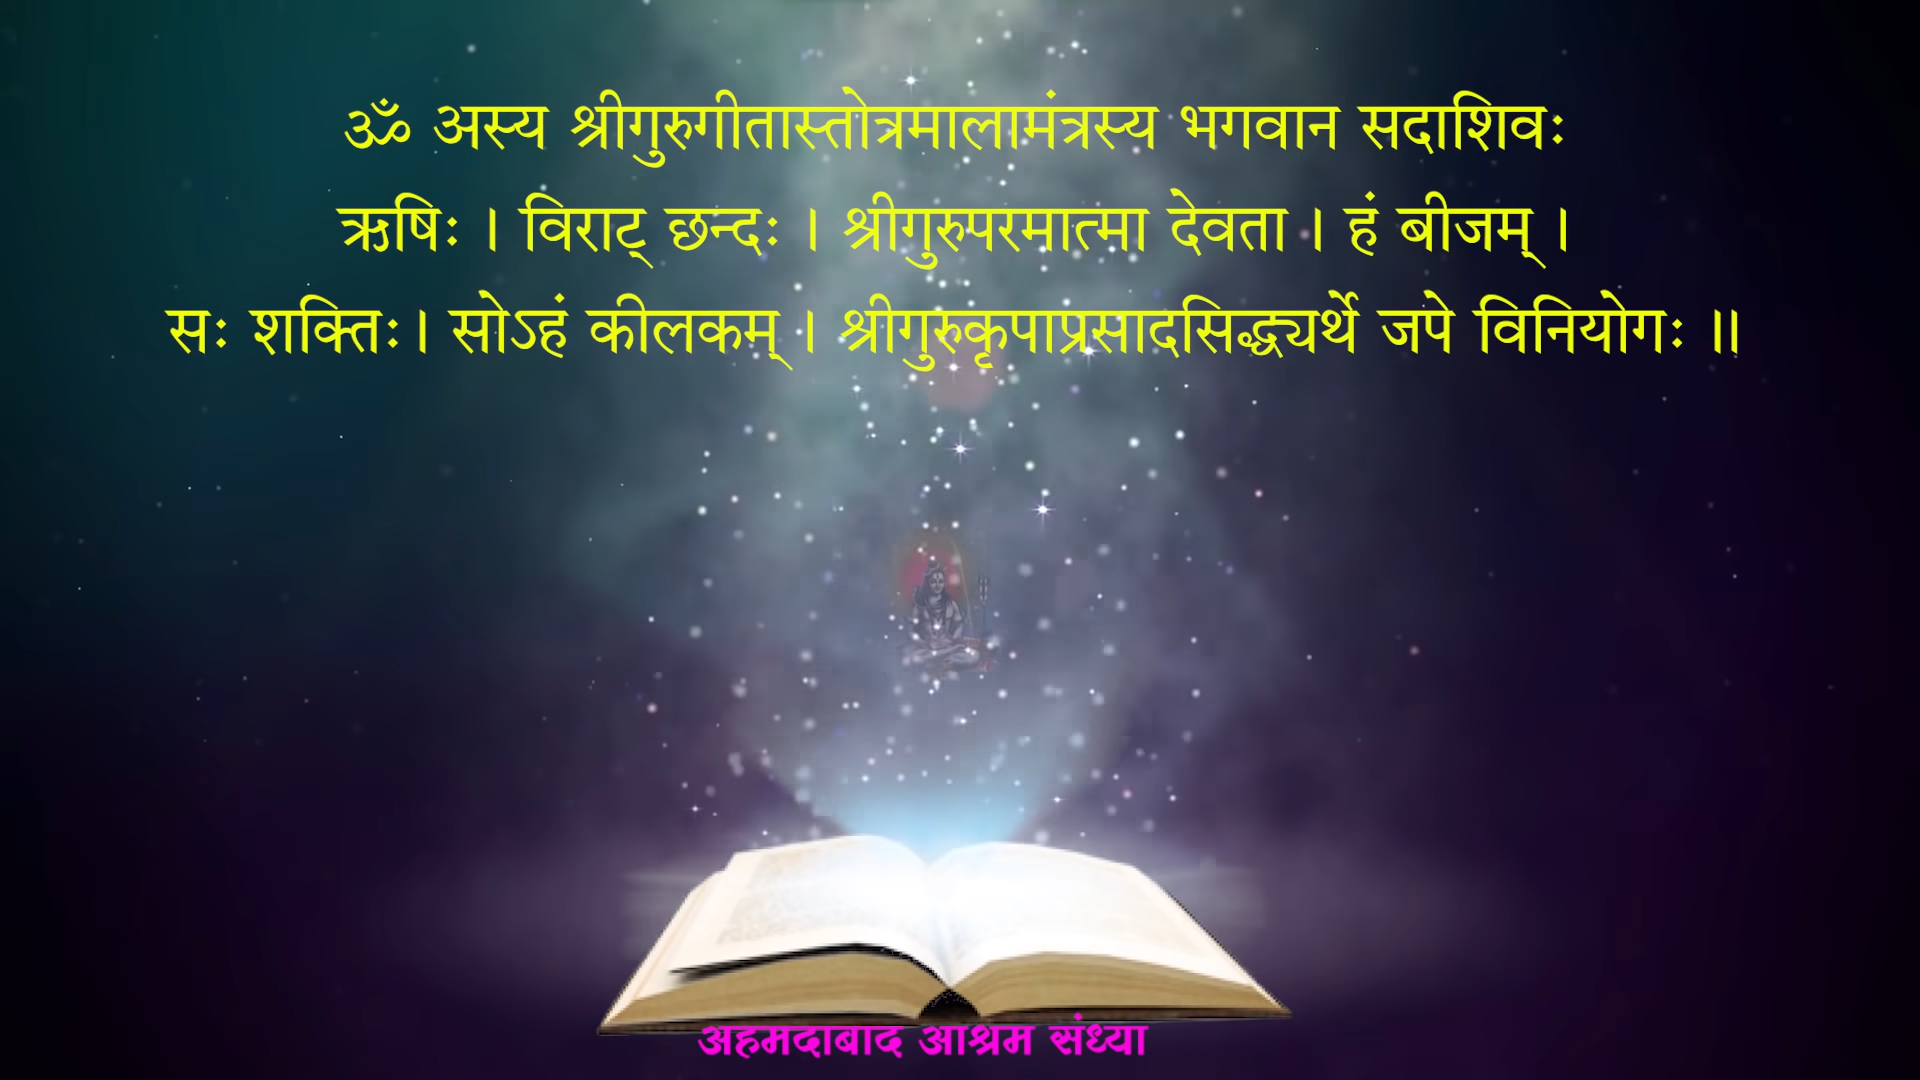 ॐ अस्य श्रीगुरुगीतास्तोत्रमालामंत्रस्य भगवान सदाशिवः
ऋषिः । विराट् छन्दः । श्रीगुरुपरमात्मा देवता । हं बीजम् ।
सः शक्तिः । सोऽहं कीलकम् । श्रीगुरुकृपाप्रसादसिद्ध्यर्थे जपे विनियोगः ॥
अहमदाबाद आश्रम संध्या